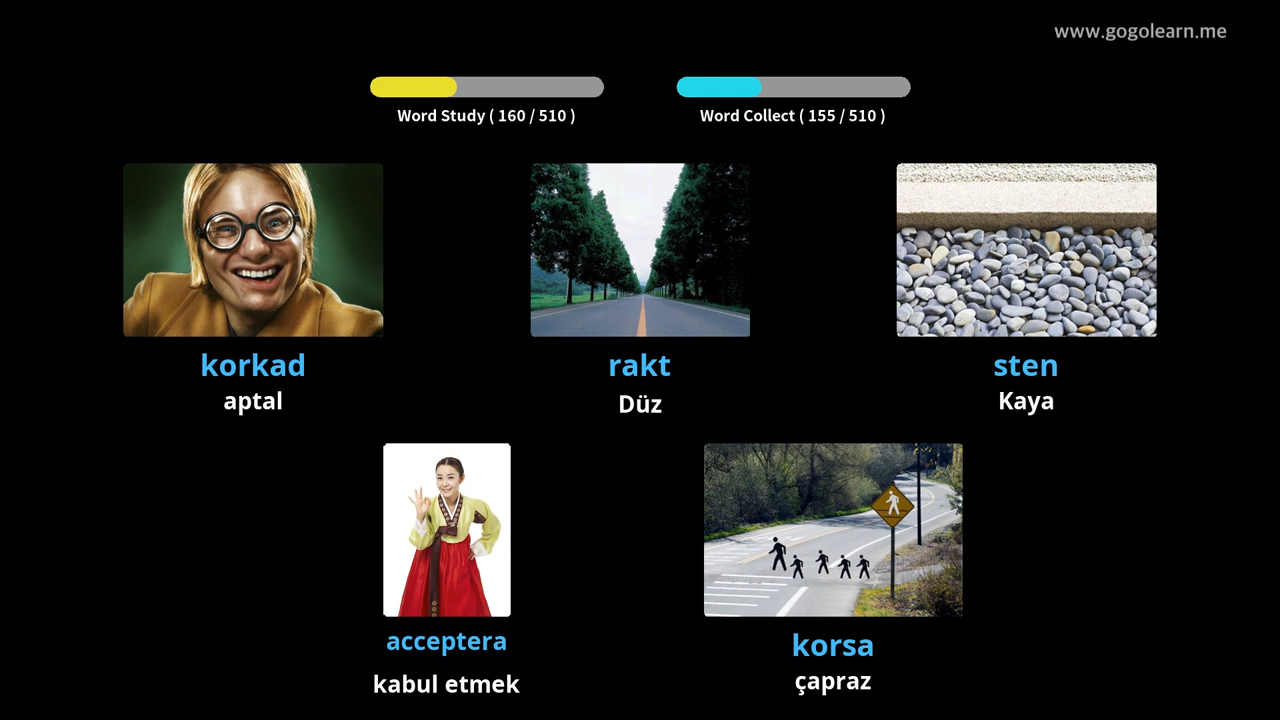 www.gogolearn.me
Word Study ( 160 / 510 )
Word Collect ( 155 / 510 )
korkad
aptal
rakt
Düz
sten
Kaya
acceptera
kabul etmek
korsa
çapraz